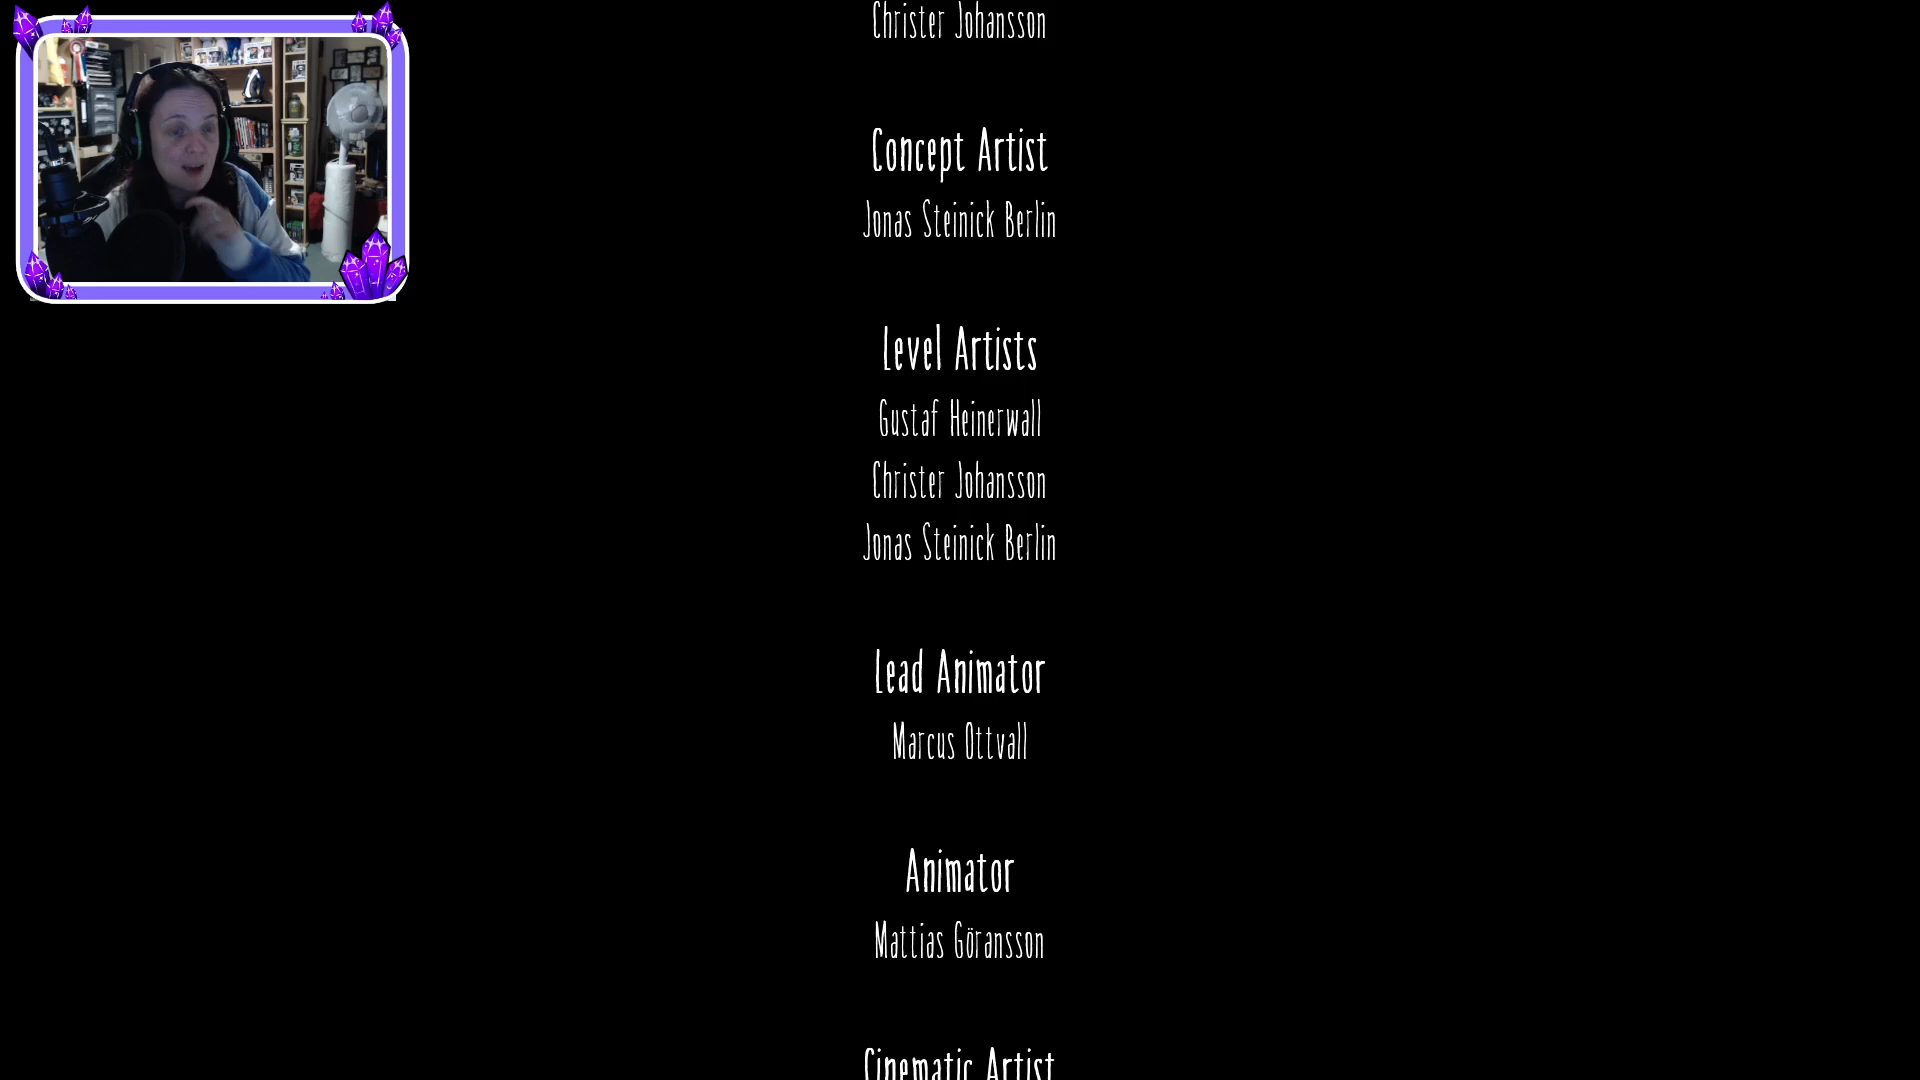 Christer Johansson
Concept Artist
Jonas Steinick Berlin
Level Artists
Gustaf Heinerwall
Christer Johansson
Jonas Steinick Berlin
Lead Animator
Marcus Ottvall
Animator
Mattias Göransson
Cinematic Artist